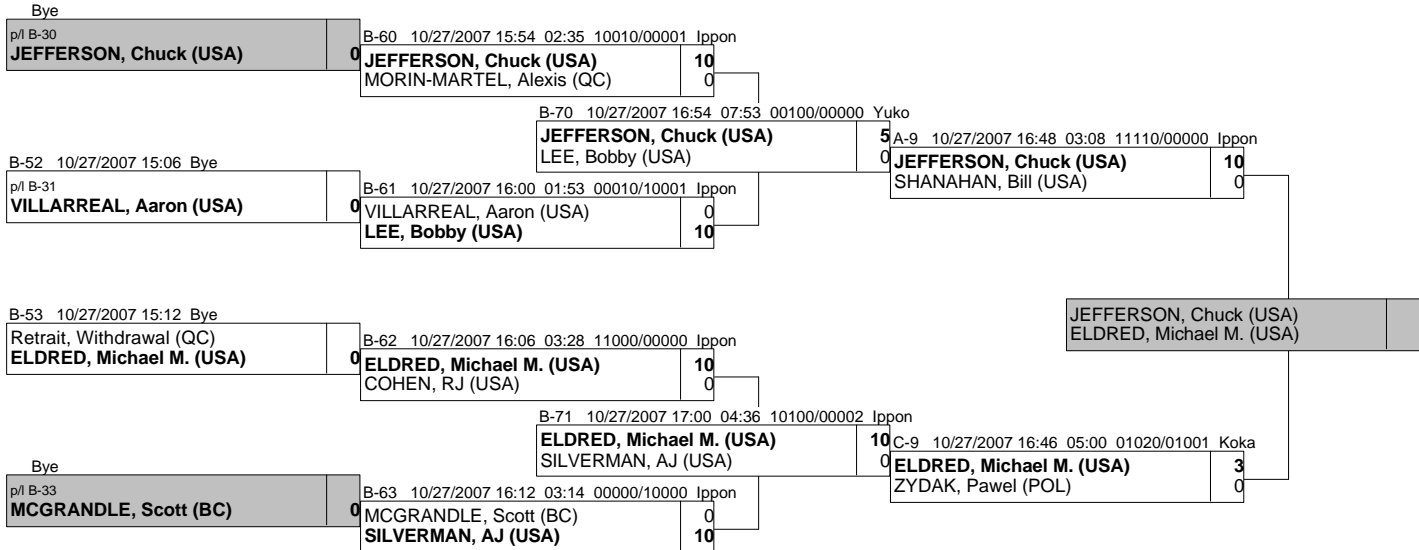 Bye
p/l B-30
JEFFERSON, Chuck (USA) 0
B-60 10/27/2007 15:54 02:35 10010/00001 Ippon
JEFFERSON, Chuck (USA) 10
MORIN-MARTEL, Alexis (QC) 0
B-70 10/27/2007 16:54 07:53 00100/00000 Yuko
JEFFERSON, Chuck (USA) 5
LEE, Bobby (USA) 0
A-9 10/27/2007 16:48 03:08 11110/00000 Ippon
JEFFERSON, Chuck (USA) 10
SHANAHAN, Bill (USA) 0
B-52 10/27/2007 15:06 Bye
p/l B-31
VILLARREAL, Aaron (USA) 0
B-61 10/27/2007 16:00 01:53 00010/10001 Ippon
VILLARREAL, Aaron (USA) 0
LEE, Bobby (USA) 10
JEFFERSON, Chuck (USA)
ELDRED, Michael M. (USA)
B-53 10/27/2007 15:12 Bye
Retrait, Withdrawal (QC)
ELDRED, Michael M. (USA) 0
B-62 10/27/2007 16:06 03:28 11000/00000 Ippon
ELDRED, Michael M. (USA) 10
COHEN, RJ (USA) 0
B-71 10/27/2007 17:00 04:36 10100/00002 Ippon
ELDRED, Michael M. (USA) 10
SILVERMAN, AJ (USA) 0
C-9 10/27/2007 16:46 05:00 01020/01001 Koka
ELDRED, Michael M. (USA) 3
ZYDAK, Pawel (POL) 0
Bye
p/l B-33
MCGRANDLE, Scott (BC) 0
B-63 10/27/2007 16:12 03:14 00000/10000 Ippon
MCGRANDLE, Scott (BC) 0
SILVERMAN, AJ (USA) 10